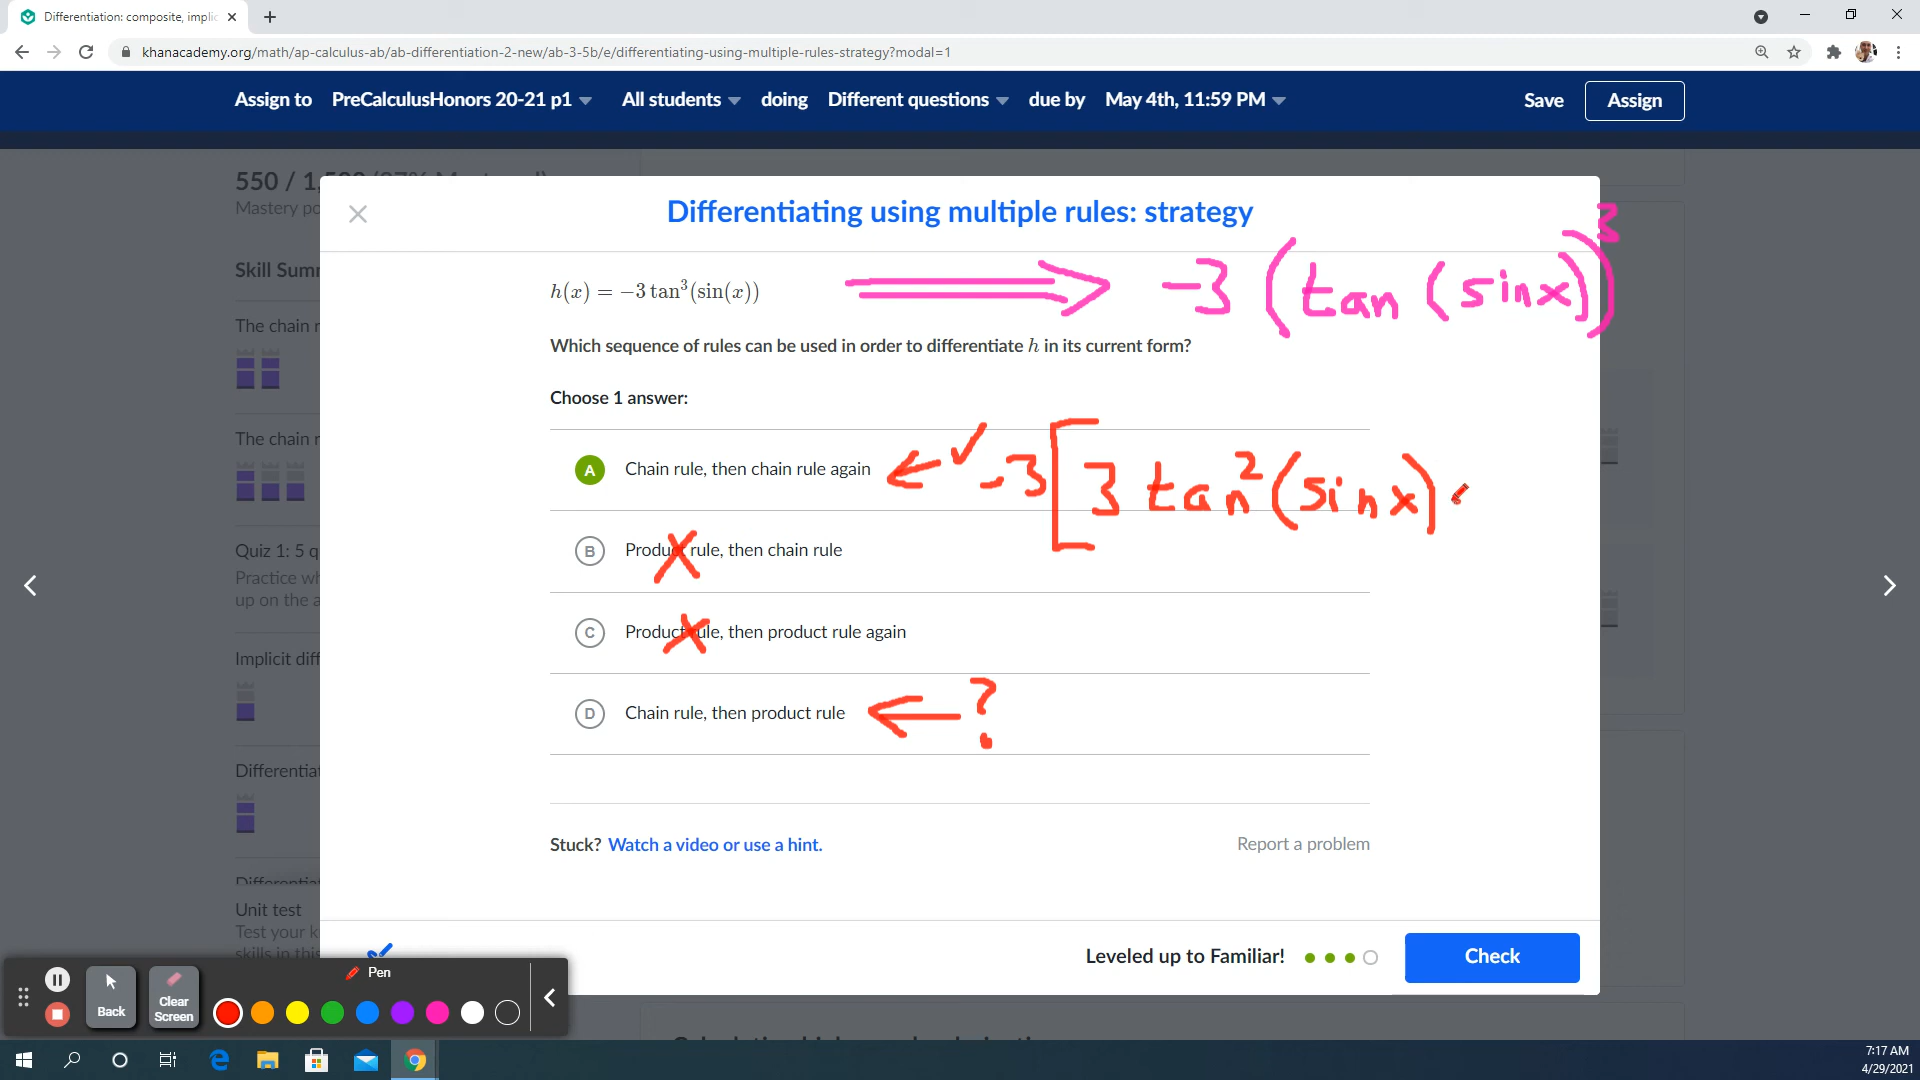 Differentiation: composite, implic
khanacademy.org/math/ap-calculus-ab/ab-differentiation-2-new/ab-3-5b/e/differentiating-using-multiple-rules-strategy?modal=1
Assign to PreCalculusHonors 20-21 p1 All students doing Different questions due by May 4th, 11:59 PM Save Assign
550 / 1,
Mastery po
Differentiating using multiple rules: strategy
Skill Summ
h(x) = −3 tan³(sin(x)) ⟹ −3 (tan (sinx))³
The chain r
Which sequence of rules can be used in order to differentiate h in its current form?
Choose 1 answer:
The chain r
A Chain rule, then chain rule again ← ✓ -3[3 tan²(sinx) ·
Quiz 1: 5 q
Practice wh
up on the a
B Product rule, then chain rule
C Product rule, then product rule again
Implicit diff
D Chain rule, then product rule ← ?
Differentiat
Stuck? Watch a video or use a hint. Report a problem
Differentiat
Unit test
Test your k
skills in this
Leveled up to Familiar! Check
Pen
Back
Clear Screen
7:17 AM
4/29/2021